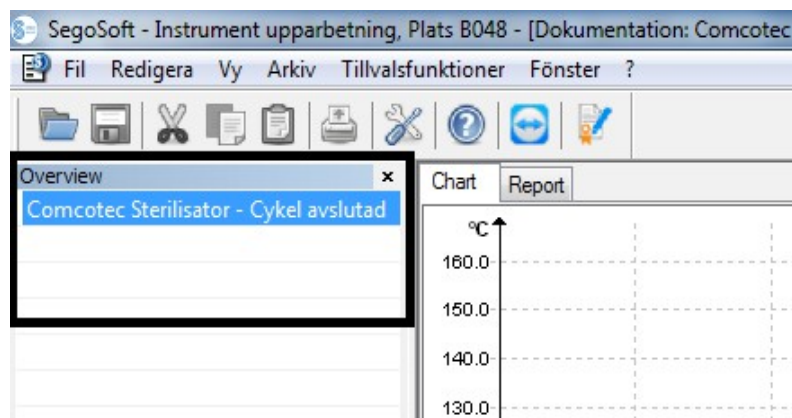 SegoSoft - Instrument upparbetning, Plats B048 - [Dokumentation: Comcotec
Fil Redigera Vy Arkiv Tillvalsfunktioner Fönster ?
Overview x
Comcotec Sterilisator - Cykel avslutad
Chart Report
°C
160.0
150.0
140.0
130.0